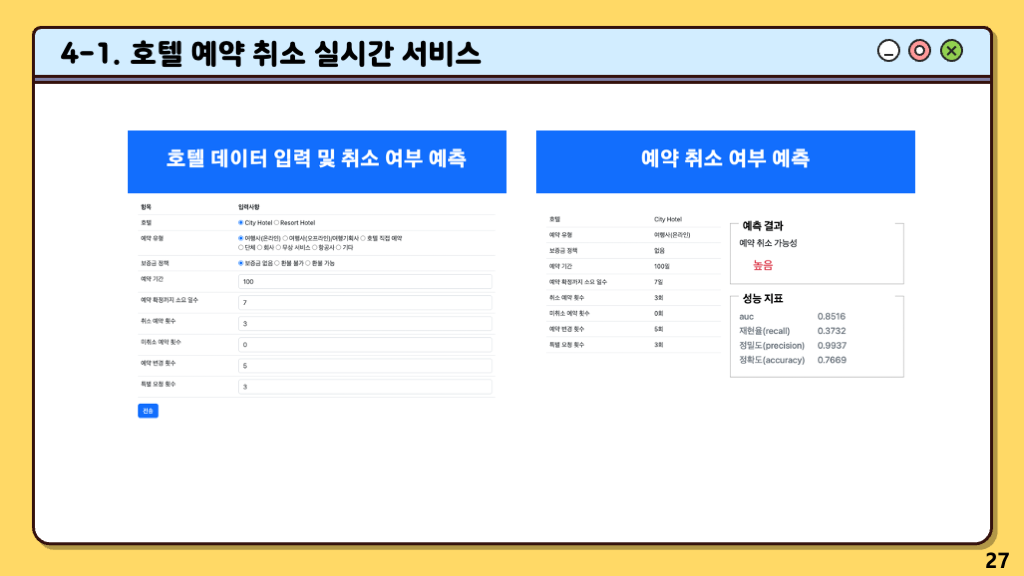 4-1. 호텔 예약 취소 실시간 서비스
호텔 데이터 입력 및 취소 여부 예측
항목 입력사항
호텔 City Hotel Resort Hotel
예약 유형 여행사(온라인) 여행사(오프라인)/여행기획사 호텔 직접 예약
단체 회사 무상 서비스 항공사 기타
보증금 정책 보증금 없음 환불 불가 환불 가능
예약 기간 100
예약 확정까지 소요 일수 7
취소 예약 횟수 3
미취소 예약 횟수 0
예약 변경 횟수 5
특별 요청 횟수 3
전송
예약 취소 여부 예측
호텔 City Hotel
예약 유형 여행사(온라인)
보증금 정책 없음
예약 기간 100일
예약 확정까지 소요 일수 7일
취소 예약 횟수 3회
미취소 예약 횟수 0회
예약 변경 횟수 5회
특별 요청 횟수 3회
예측 결과
예약 취소 가능성
높음
성능 지표
auc 0.8516
재현율(recall) 0.3732
정밀도(precision) 0.9937
정확도(accuracy) 0.7669
27